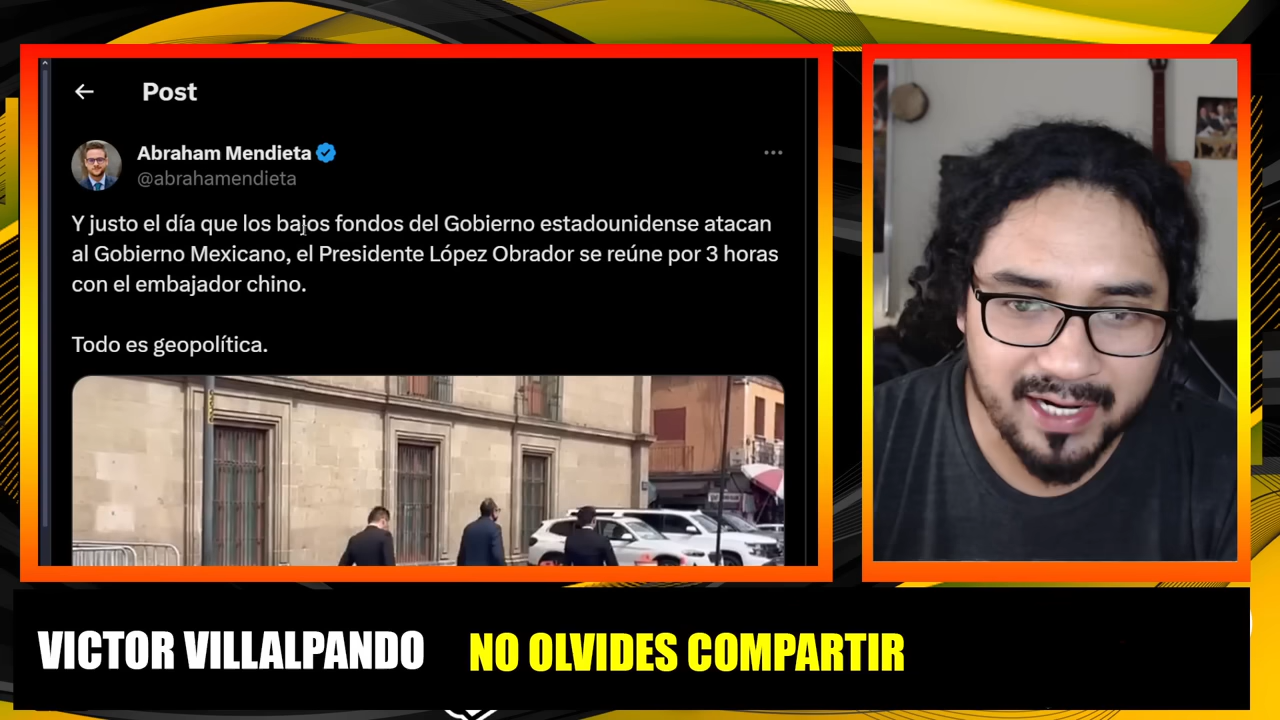 Post
Abraham Mendieta
@abrahamendieta
Y justo el día que los bajos fondos del Gobierno estadounidense atacan
al Gobierno Mexicano, el Presidente López Obrador se reúne por 3 horas
con el embajador chino.
Todo es geopolítica.
VICTOR VILLALPANDO NO OLVIDES COMPARTIR